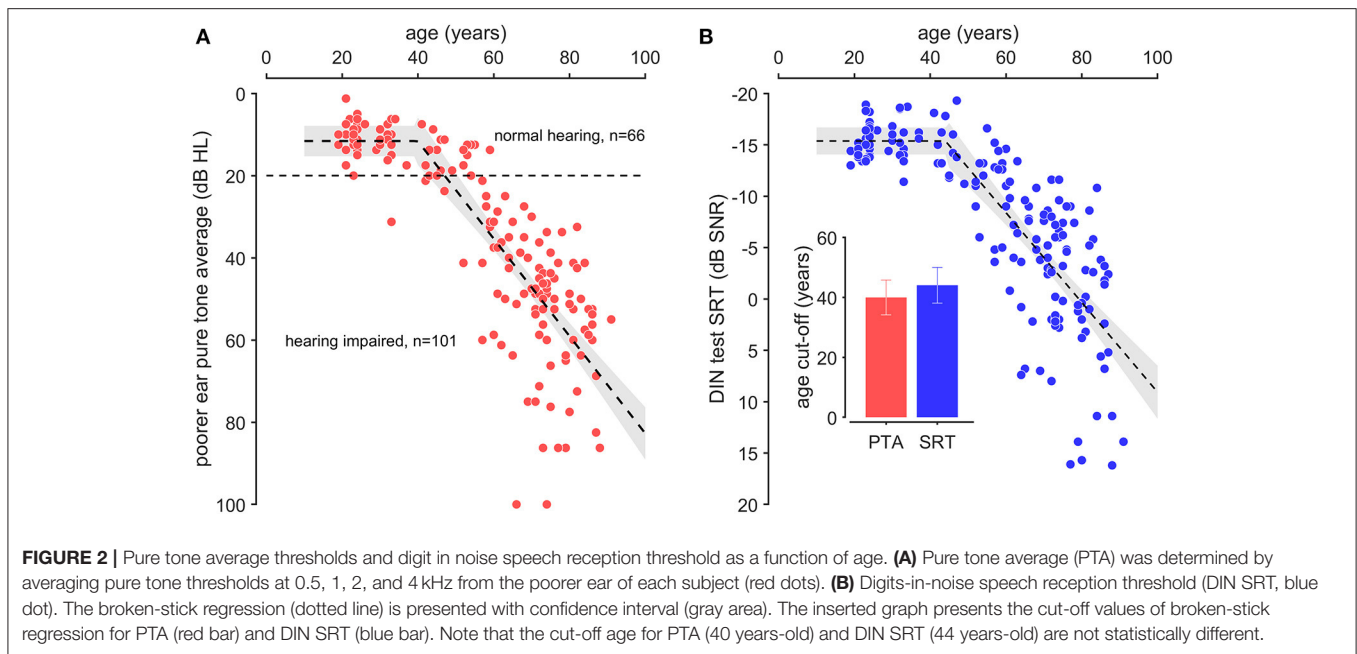 A
age (years)
0 20 40 60 80 100
0
20
40
60
80
100
poorer ear pure tone average (dB HL)
normal hearing, n=66
hearing impaired, n=101
B
age (years)
0 20 40 60 80 100
-20
-15
-10
-5
0
5
10
15
20
DIN test SRT (dB SNR)
60
40
20
0
age cut-off (years)
PTA SRT
FIGURE 2 | Pure tone average thresholds and digit in noise speech reception threshold as a function of age. (A) Pure tone average (PTA) was determined by
averaging pure tone thresholds at 0.5, 1, 2, and 4 kHz from the poorer ear of each subject (red dots). (B) Digits-in-noise speech reception threshold (DIN SRT, blue
dot). The broken-stick regression (dotted line) is presented with confidence interval (gray area). The inserted graph presents the cut-off values of broken-stick
regression for PTA (red bar) and DIN SRT (blue bar). Note that the cut-off age for PTA (40 years-old) and DIN SRT (44 years-old) are not statistically different.